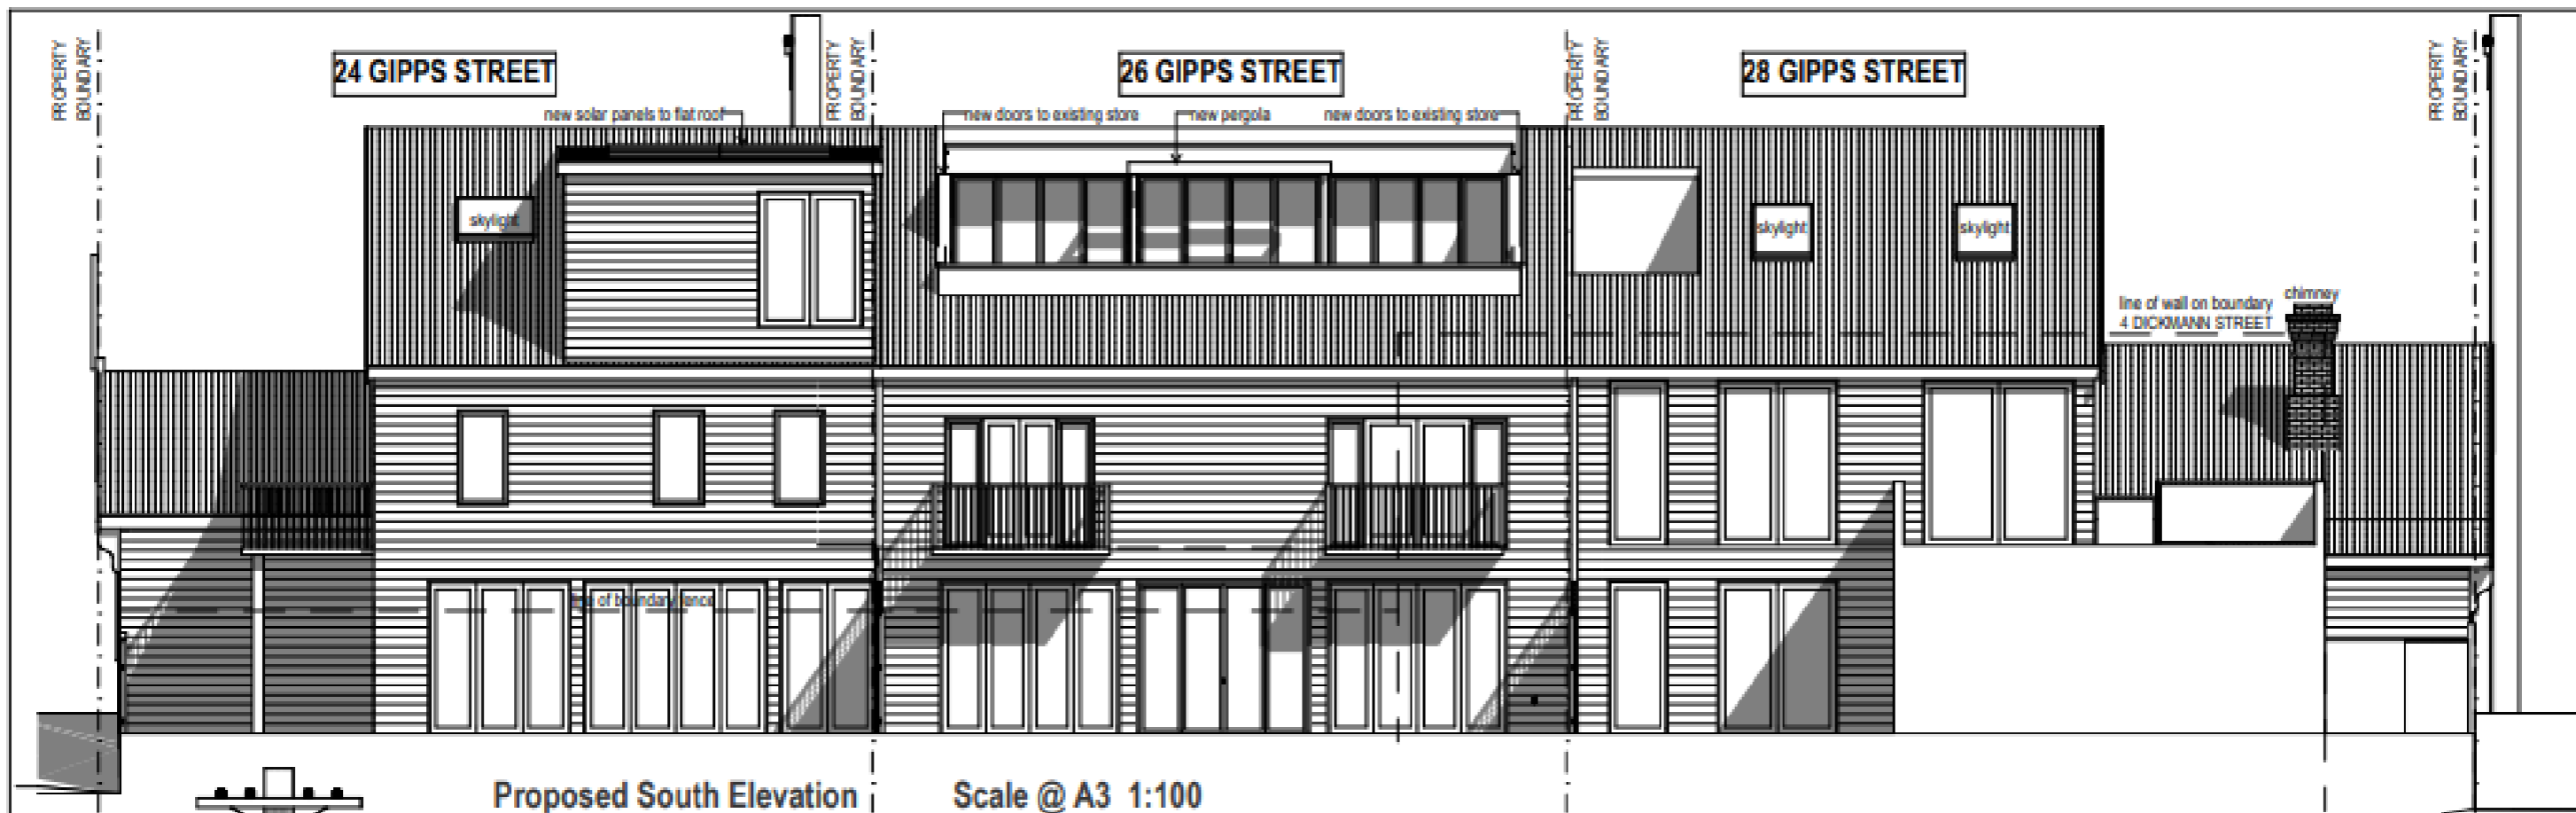 PROPERTY
BOUNDARY
24 GIPPS STREET
PROPERTY
BOUNDARY
26 GIPPS STREET
PROPERTY
BOUNDARY
28 GIPPS STREET
PROPERTY
BOUNDARY
new solar panels to flat roof
new doors to existing store
new pergola
new doors to existing store
skylight
skylight
skylight
chimney
line of wall on boundary
4 DICKMANN STREET
line of boundary fence
Proposed South Elevation
Scale @ A3 1:100